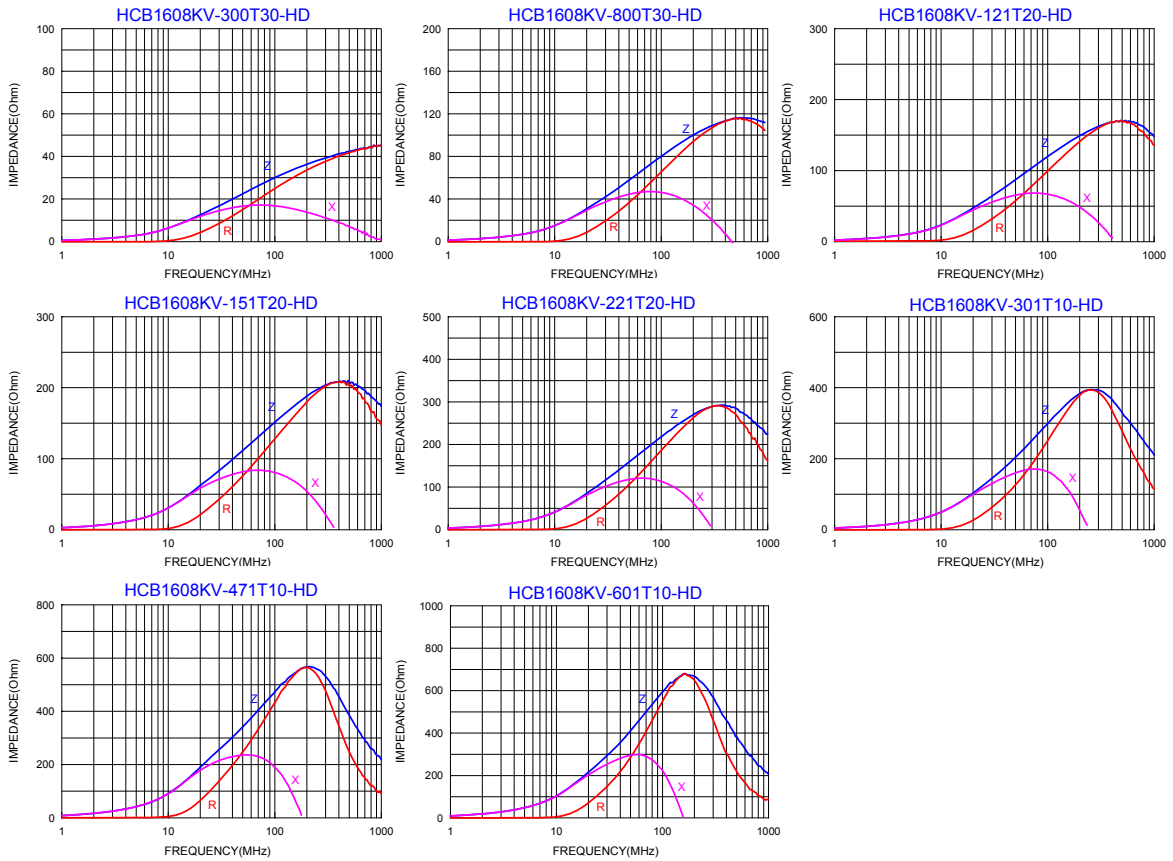 HCB1608KV-300T30-HD
IMPEDANCE(Ohm)
100
80
60
40
20
0
Z
X
R
1
10
100
1000
FREQUENCY(MHz)
HCB1608KV-800T30-HD
IMPEDANCE(Ohm)
200
160
120
80
40
0
Z
X
R
1
10
100
1000
FREQUENCY(MHz)
HCB1608KV-121T20-HD
IMPEDANCE(Ohm)
300
200
100
0
Z
X
R
1
10
100
1000
FREQUENCY(MHz)
HCB1608KV-151T20-HD
IMPEDANCE(Ohm)
300
200
100
0
Z
X
R
1
10
100
1000
FREQUENCY(MHz)
HCB1608KV-221T20-HD
IMPEDANCE(Ohm)
500
400
300
200
100
0
Z
X
R
1
10
100
1000
FREQUENCY(MHz)
HCB1608KV-301T10-HD
IMPEDANCE(Ohm)
600
400
200
0
Z
X
R
1
10
100
1000
FREQUENCY(MHz)
HCB1608KV-471T10-HD
IMPEDANCE(Ohm)
800
600
400
200
0
Z
X
R
1
10
100
1000
FREQUENCY(MHz)
HCB1608KV-601T10-HD
IMPEDANCE(Ohm)
1000
800
600
400
200
0
Z
X
R
1
10
100
1000
FREQUENCY(MHz)